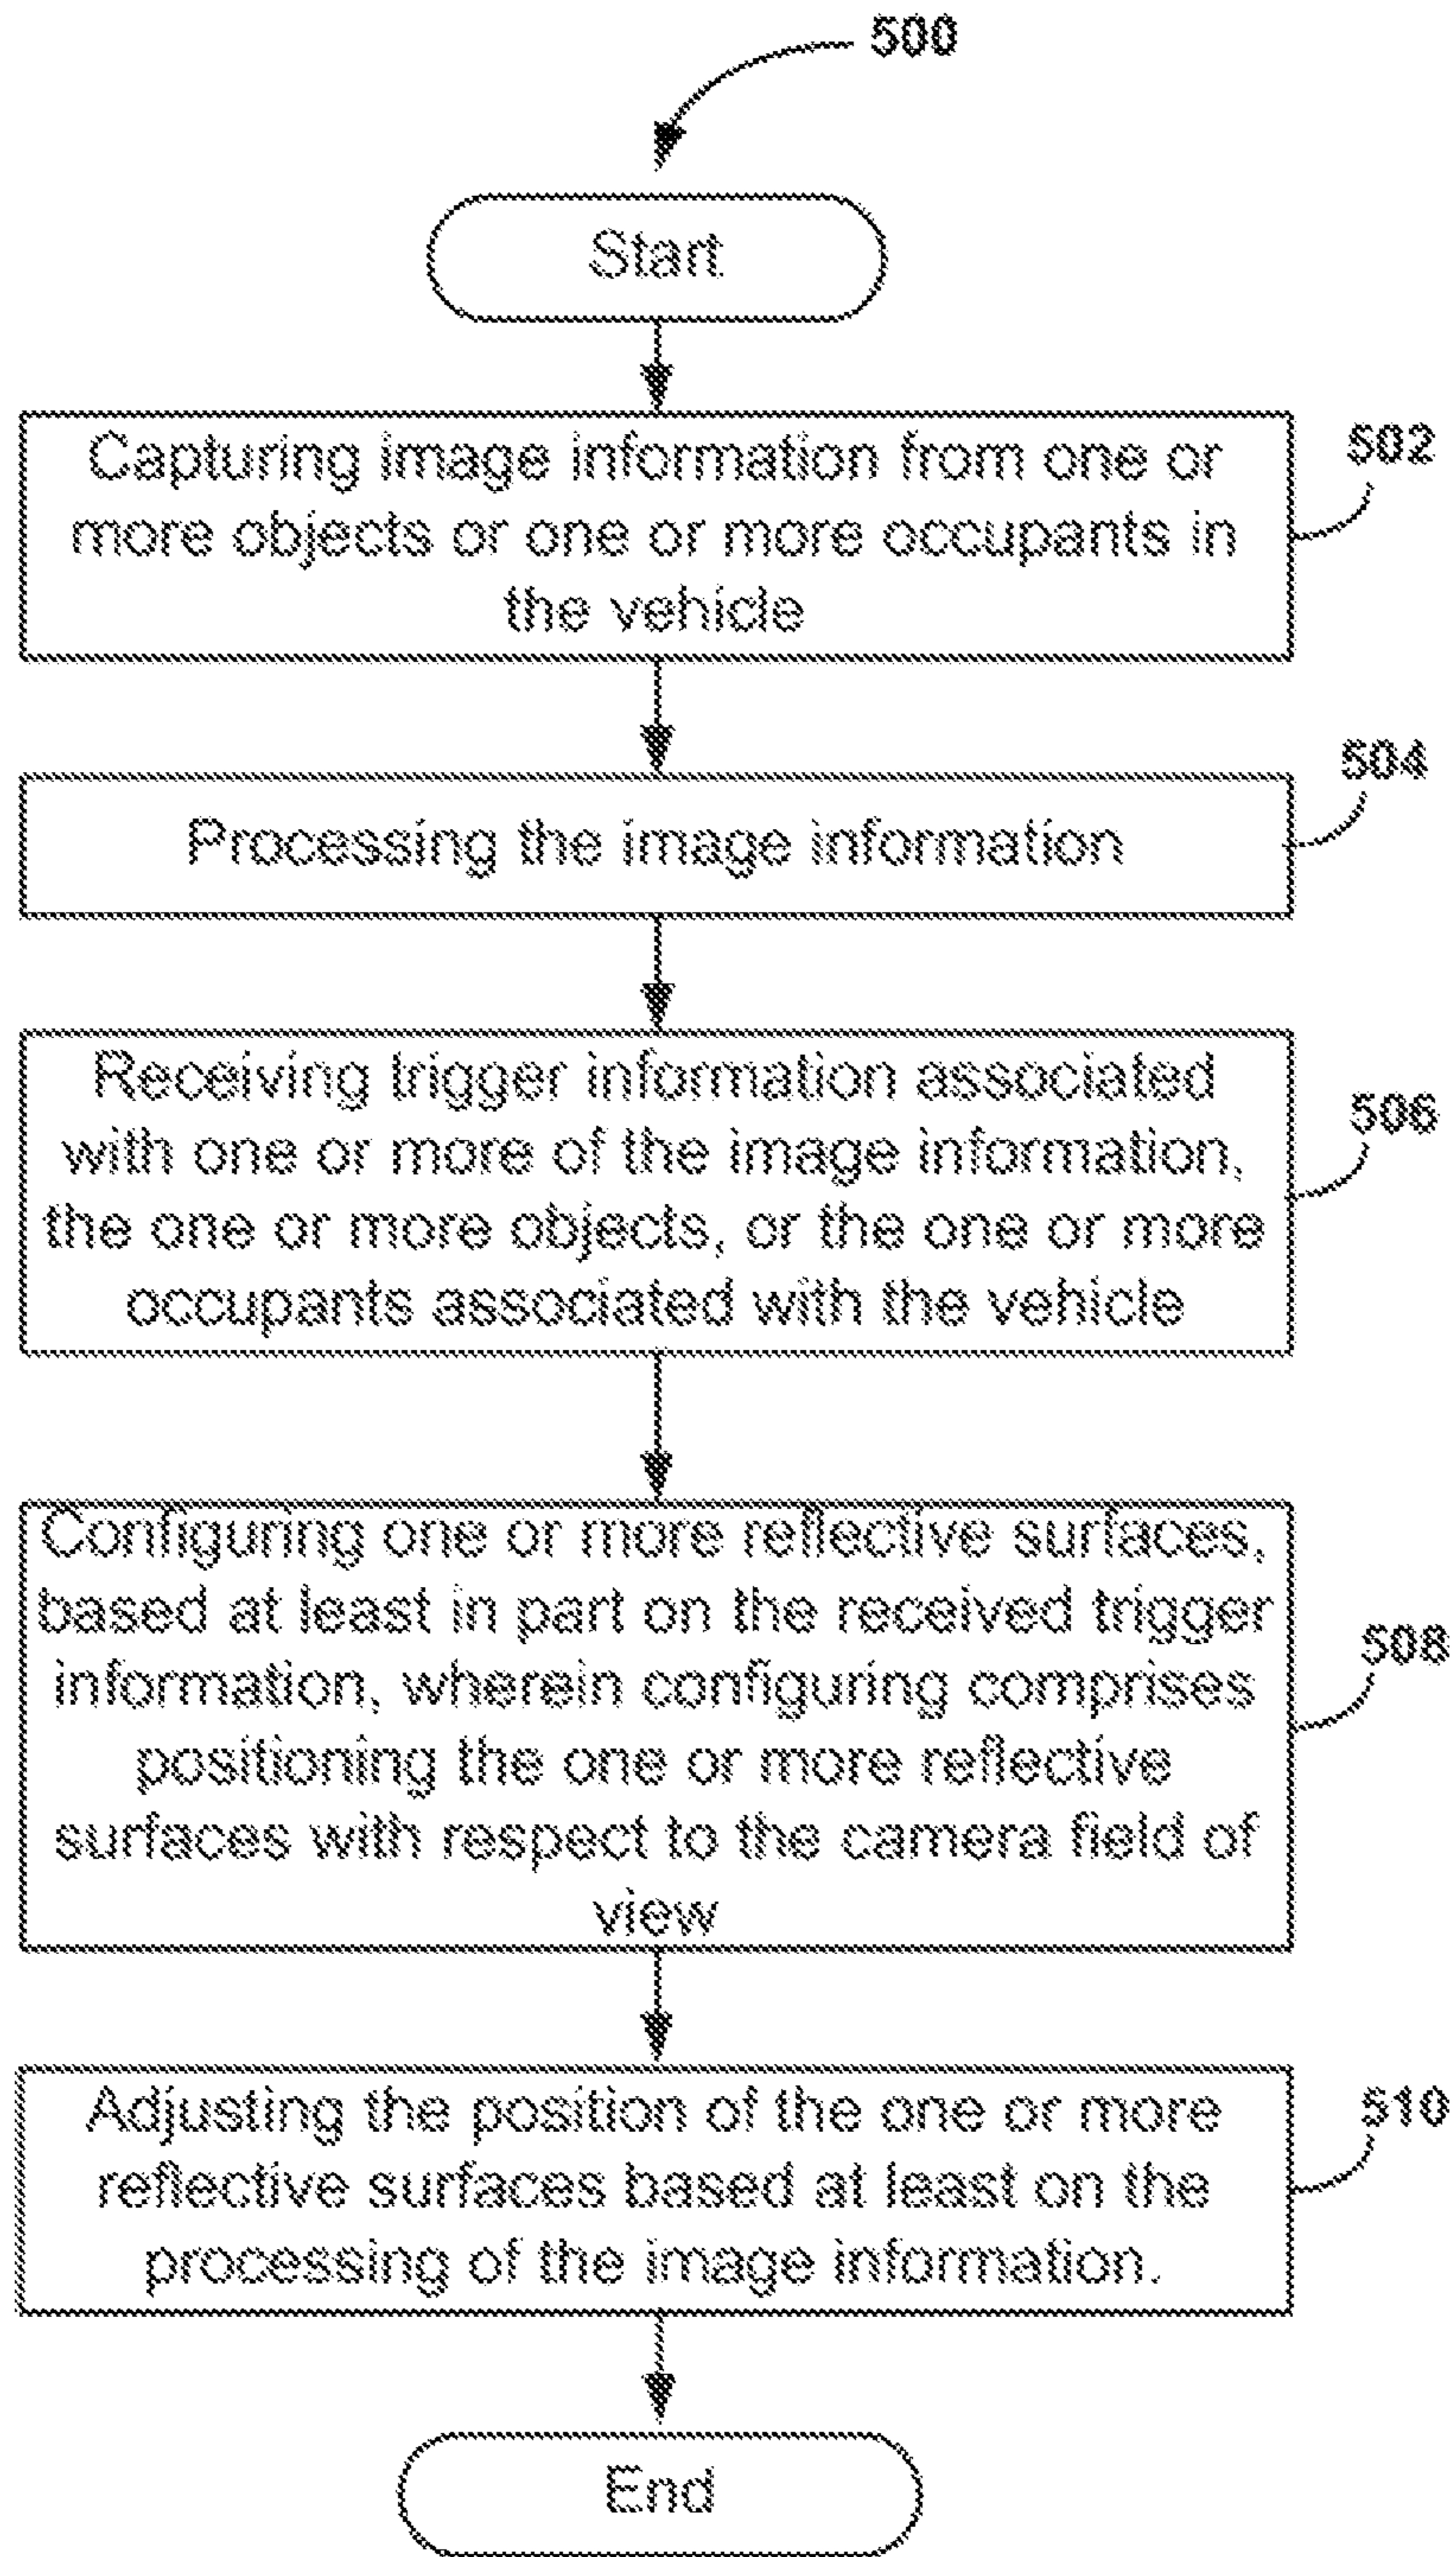 500
Start
Capturing image information from one or
more objects or one or more occupants in
the vehicle
502
Processing the image information
504
Receiving trigger information associated
with one or more of the image information,
the one or more objects, or the one or more
occupants associated with the vehicle
506
Configuring one or more reflective surfaces,
based at least in part on the received trigger
information, wherein configuring comprises
positioning the one or more reflective
surfaces with respect to the camera field of
view
508
Adjusting the position of the one or more
reflective surfaces based at least on the
processing of the image information.
510
End